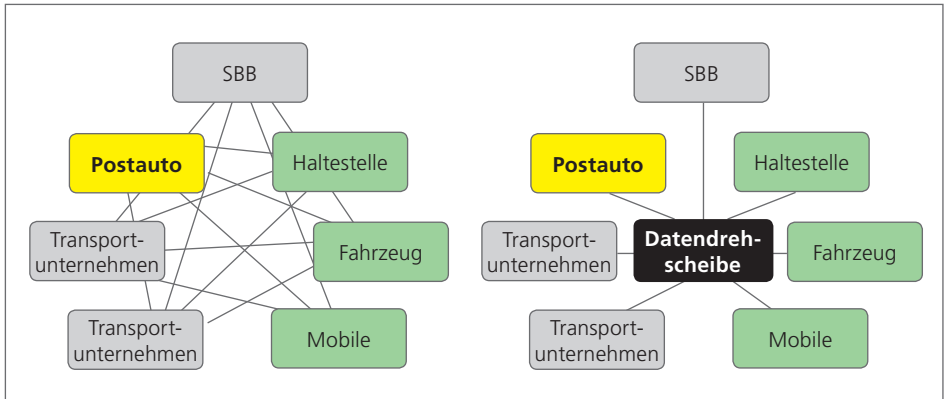 SBB
Postauto
Haltestelle
Transport-
unternehmen
Fahrzeug
Transport-
unternehmen
Mobile
SBB
Postauto
Haltestelle
Transport-
unternehmen
Datendreh-
scheibe
Fahrzeug
Transport-
unternehmen
Mobile